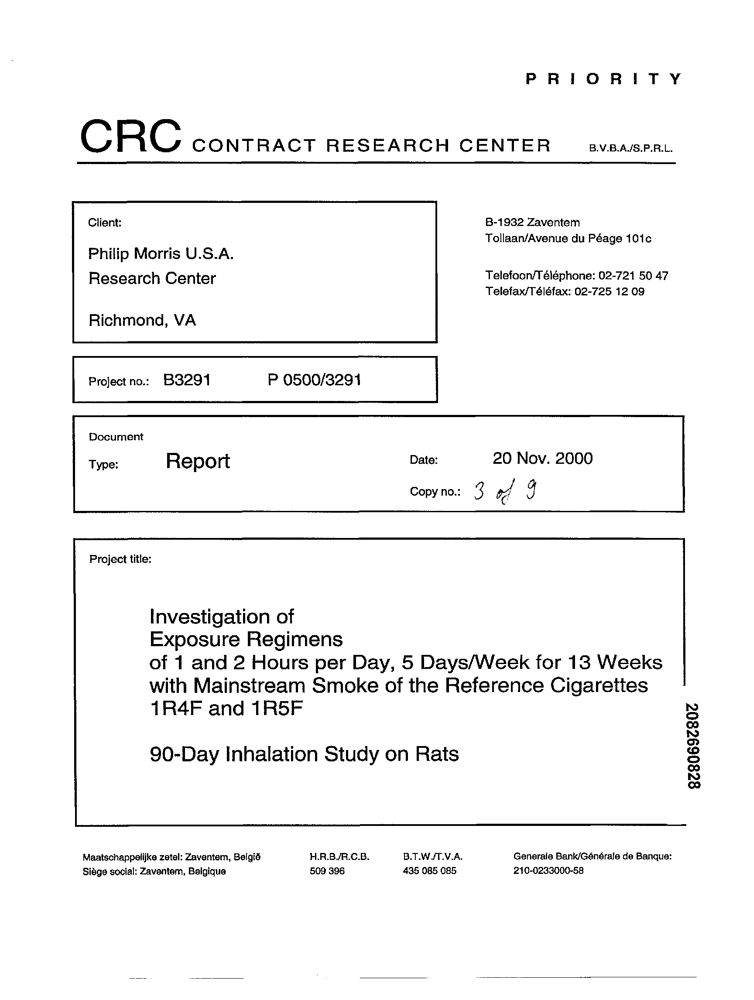 PRIORITY
CRC CONTRACT RESEARCH CENTER B.V.B.A./S.P.R.L.
Client:
Philip Morris U.S.A.
Research Center
Richmond, VA
B-1932 Zaventem
Tollaan/Avenue du Péage 101c
Telefoon/Téléphone: 02-721 50 47
Telefax/Téléfax: 02-725 12 09
Project no.: B3291 P 0500/3291
Document
Type: Report
Date: 20 Nov. 2000
Copy no.: 3 of 9
Project title:
Investigation of
Exposure Regimens
of 1 and 2 Hours per Day, 5 Days/Week for 13 Weeks
with Mainstream Smoke of the Reference Cigarettes
1R4F and 1R5F
90-Day Inhalation Study on Rats
2082690828
Maatschappelijke zetel: Zaventem, België
Siège social: Zaventem, Belgique
H.R.B./R.C.B.
509 396
B.T.W./T.V.A.
435 085 085
Generale Bank/Générale de Banque:
210-0233000-58